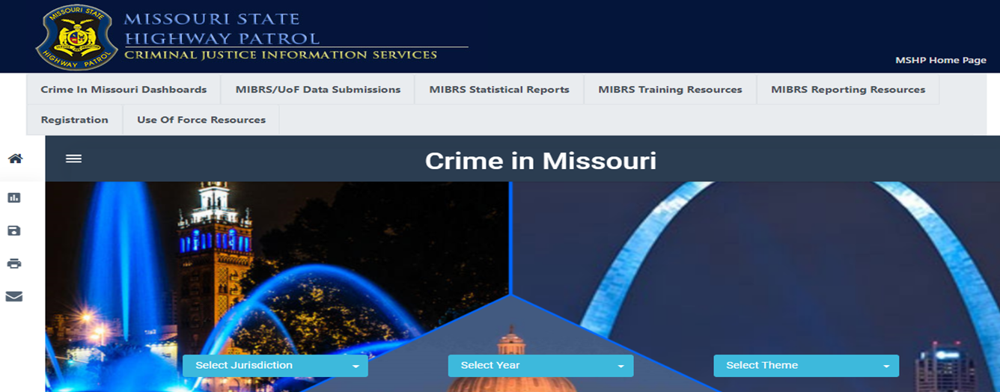 MISSOURI STATE
HIGHWAY PATROL
CRIMINAL JUSTICE INFORMATION SERVICES
MISSOURI STATE
HIGHWAY PATROL
MSHP Home Page
Crime In Missouri Dashboards
MIBRS/UoF Data Submissions
MIBRS Statistical Reports
MIBRS Training Resources
MIBRS Reporting Resources
Registration
Use Of Force Resources
Crime in Missouri
Select Jurisdiction
Select Year
Select Theme